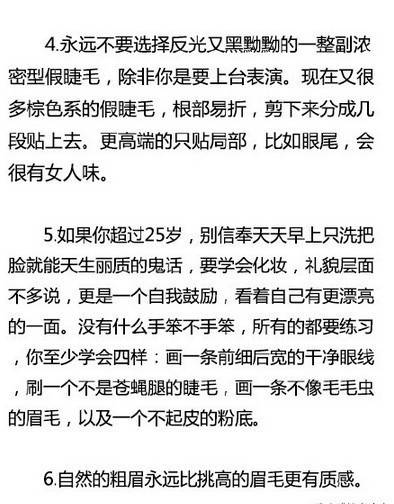 4.永远不要选择反光又黑黝黝的一整副浓
密型假睫毛，除非你是要上台表演。现在又很
多棕色系的假睫毛，根部易折，剪下来分成几
段贴上去。更高端的只贴局部，比如眼尾，会
很有女人味。
5.如果你超过25岁，别信奉天天早上只洗把
脸就能天生丽质的鬼话，要学会化妆，礼貌层面
不多说，更是一个自我鼓励，看着自己有更漂亮
的一面。没有什么手笨不手笨，所有的都要练习
，你至少学会四样：画一条前细后宽的干净眼线
，刷一个不是苍蝇腿的睫毛，画一条不像毛毛虫
的眉毛，以及一个不起皮的粉底。
6.自然的粗眉永远比挑高的眉毛更有质感。